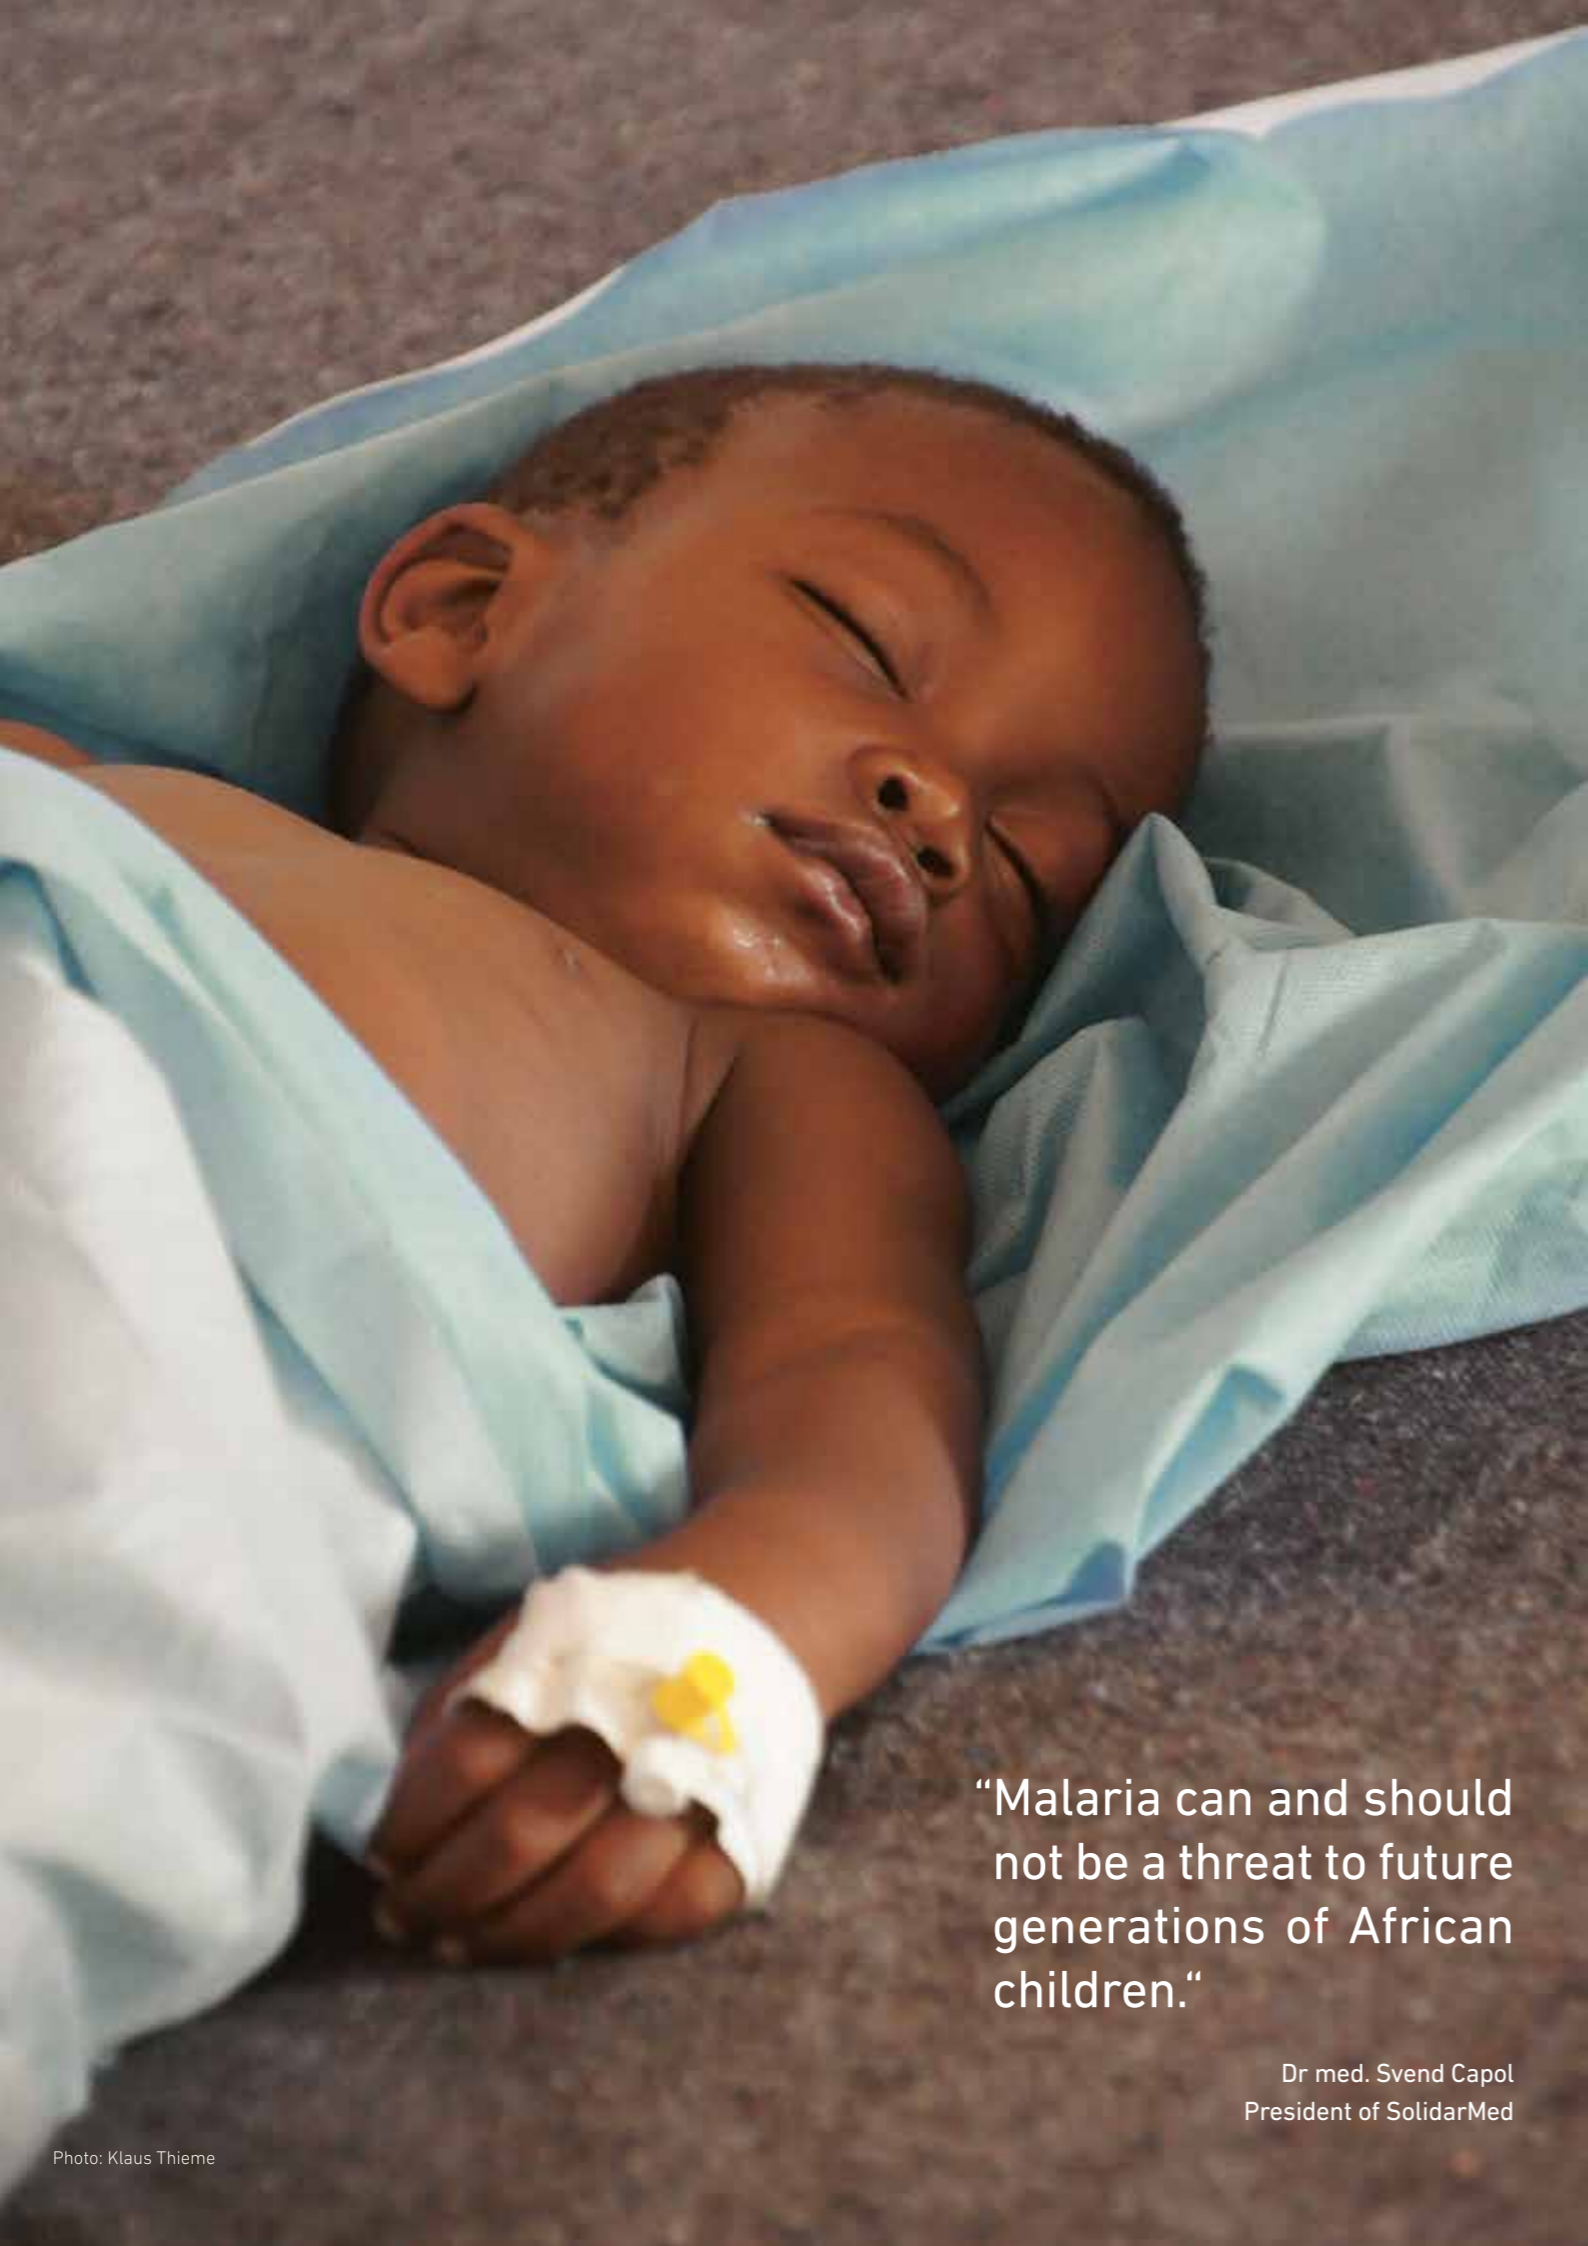 “Malaria can and should
not be a threat to future
generations of African
children.“
Dr med. Svend Capol
President of SolidarMed
Photo: Klaus Thieme